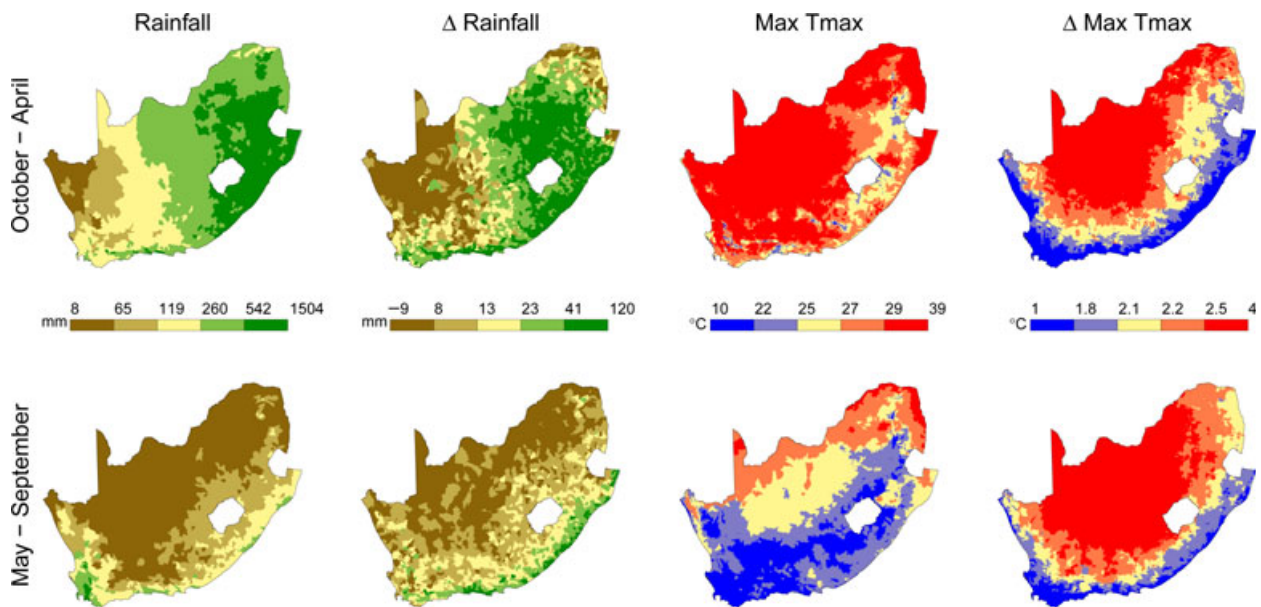 Rainfall Δ Rainfall Max Tmax Δ Max Tmax
October – April
8 65 119 260 542 1504
mm
−9 8 13 23 41 120
mm
10 22 25 27 29 39
°C
1 1.8 2.1 2.2 2.5 4
°C
May – September